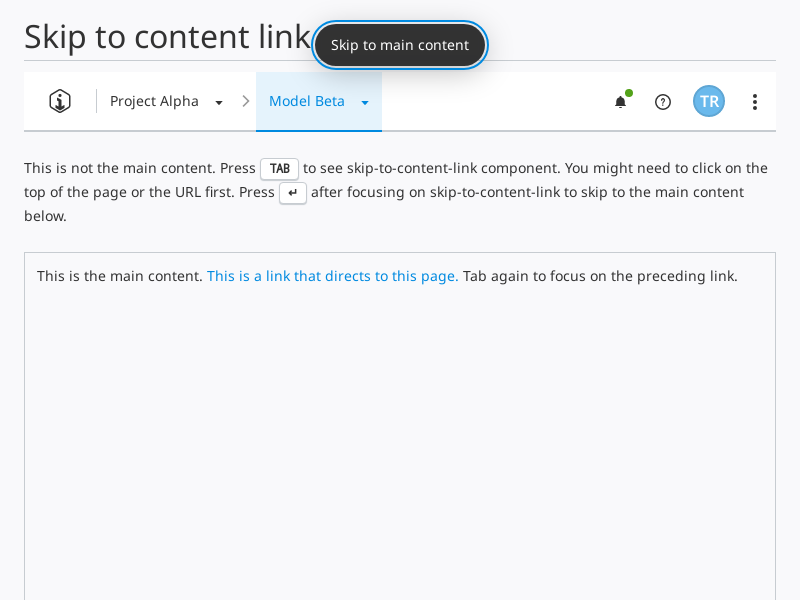 Skip to content link
Skip to main content
Project Alpha
Model Beta
TR
This is not the main content. Press TAB to see skip-to-content-link component. You might need to click on the
top of the page or the URL first. Press ↵ after focusing on skip-to-content-link to skip to the main content
below.
This is the main content. This is a link that directs to this page. Tab again to focus on the preceding link.